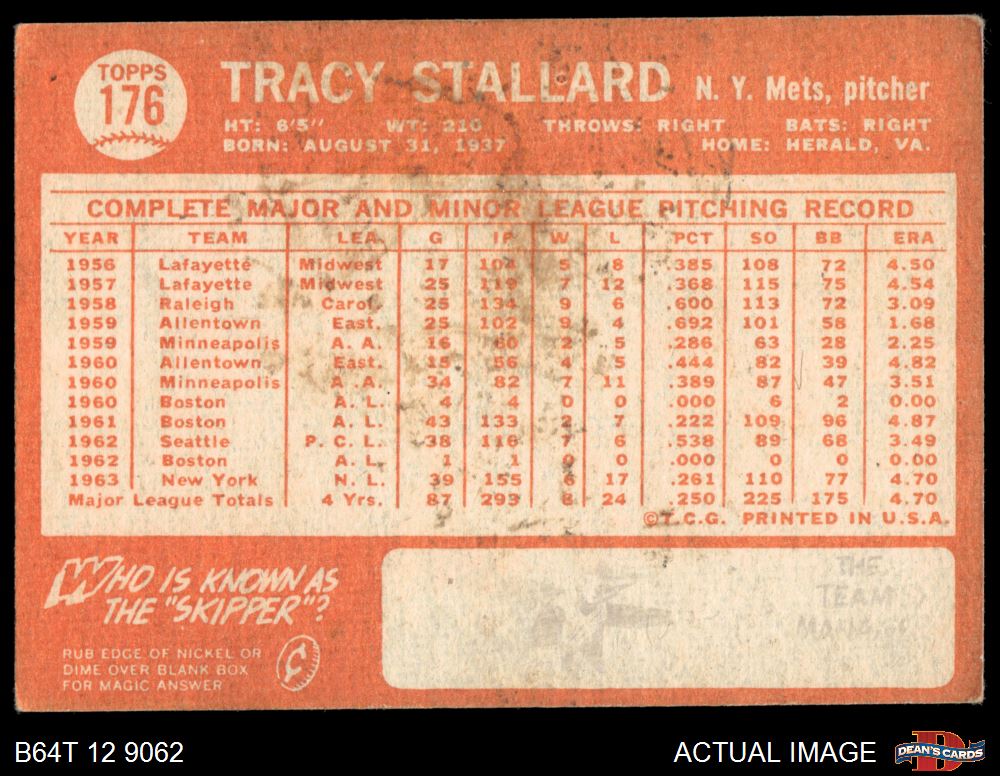 TOPPS
176
TRACY STALLARD N. Y. Mets, pitcher
HT: 6'5" WT: 210 THROWS: RIGHT BATS: RIGHT
BORN: AUGUST 31, 1937 HOME: HERALD, VA.
COMPLETE MAJOR AND MINOR LEAGUE PITCHING RECORD
YEAR TEAM LEA. G IP W L PCT SO BB ERA
1956 Lafayette Midwest 17 104 5 8 .385 108 72 4.50
1957 Lafayette Midwest 25 119 7 12 .368 115 75 4.54
1958 Raleigh Carol. 25 134 9 6 .600 113 72 3.09
1959 Allentown East. 25 102 9 4 .692 101 58 1.68
1959 Minneapolis A. A. 16 60 2 5 .286 63 28 2.25
1960 Allentown East. 15 56 4 5 .444 82 39 4.82
1960 Minneapolis A. A. 34 82 7 11 .389 87 47 3.51
1960 Boston A. L. 4 4 0 0 .000 6 2 0.00
1961 Boston A. L. 43 133 2 7 .222 109 96 4.87
1962 Seattle P. C. L. 38 116 7 6 .538 89 68 3.49
1962 Boston A. L. 1 1 0 0 .000 0 0 0.00
1963 New York N. L. 39 155 6 17 .261 110 77 4.70
Major League Totals 4 Yrs. 87 293 8 24 .250 225 175 4.70
©T.C.G. PRINTED IN U.S.A.
WHO IS KNOWN AS
THE "SKIPPER"?
RUB EDGE OF NICKEL OR
DIME OVER BLANK BOX
FOR MAGIC ANSWER
THE
TEAM
B64T 12 9062
ACTUAL IMAGE
DEAN'S CARDS